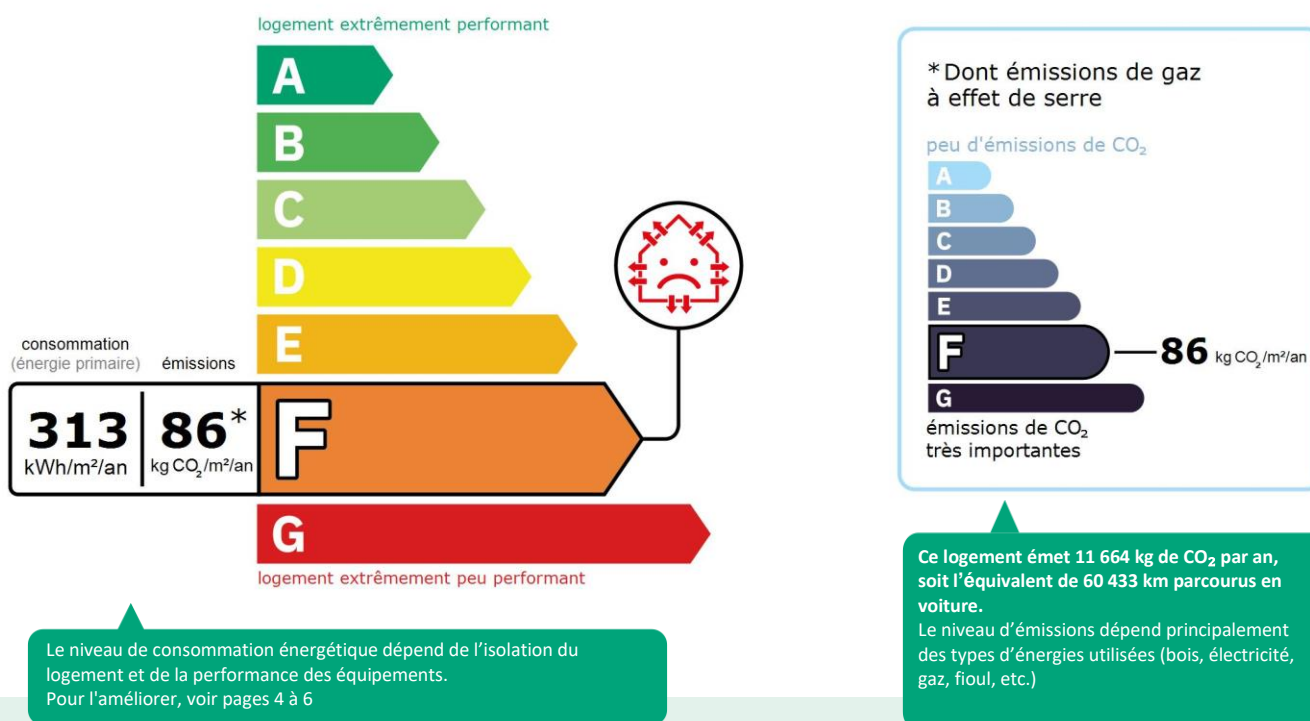 logement extrêmement performant
A
B
C
D
E
consommation
(énergie primaire) émissions
313 86*
kWh/m²/an kg CO₂/m²/an
F
G
logement extrêmement peu performant
Le niveau de consommation énergétique dépend de l’isolation du
logement et de la performance des équipements.
Pour l'améliorer, voir pages 4 à 6
*Dont émissions de gaz
à effet de serre
peu d'émissions de CO₂
A
B
C
D
E
F 86 kg CO₂/m²/an
G
émissions de CO₂
très importantes
Ce logement émet 11 664 kg de CO₂ par an,
soit l’équivalent de 60 433 km parcourus en
voiture.
Le niveau d’émissions dépend principalement
des types d’énergies utilisées (bois, électricité,
gaz, fioul, etc.)